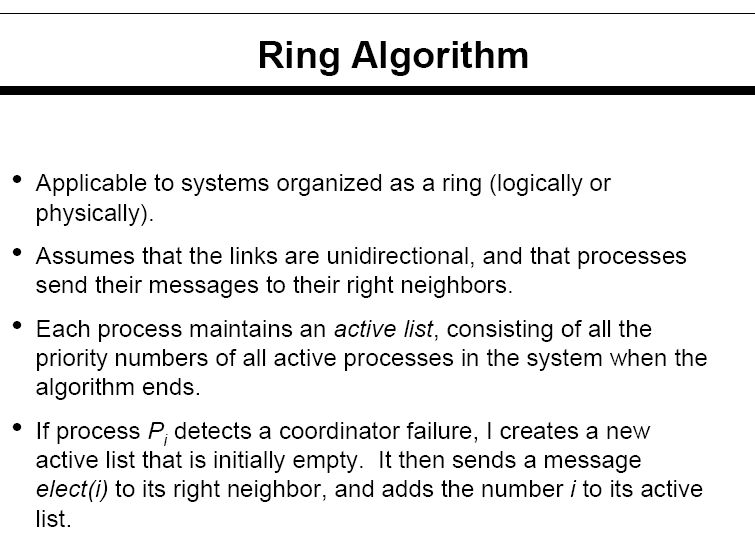 Ring Algorithm
• Applicable to systems organized as a ring (logically or
physically).
• Assumes that the links are unidirectional, and that processes
send their messages to their right neighbors.
• Each process maintains an active list, consisting of all the
priority numbers of all active processes in the system when the
algorithm ends.
• If process Pi detects a coordinator failure, I creates a new
active list that is initially empty. It then sends a message
elect(i) to its right neighbor, and adds the number i to its active
list.